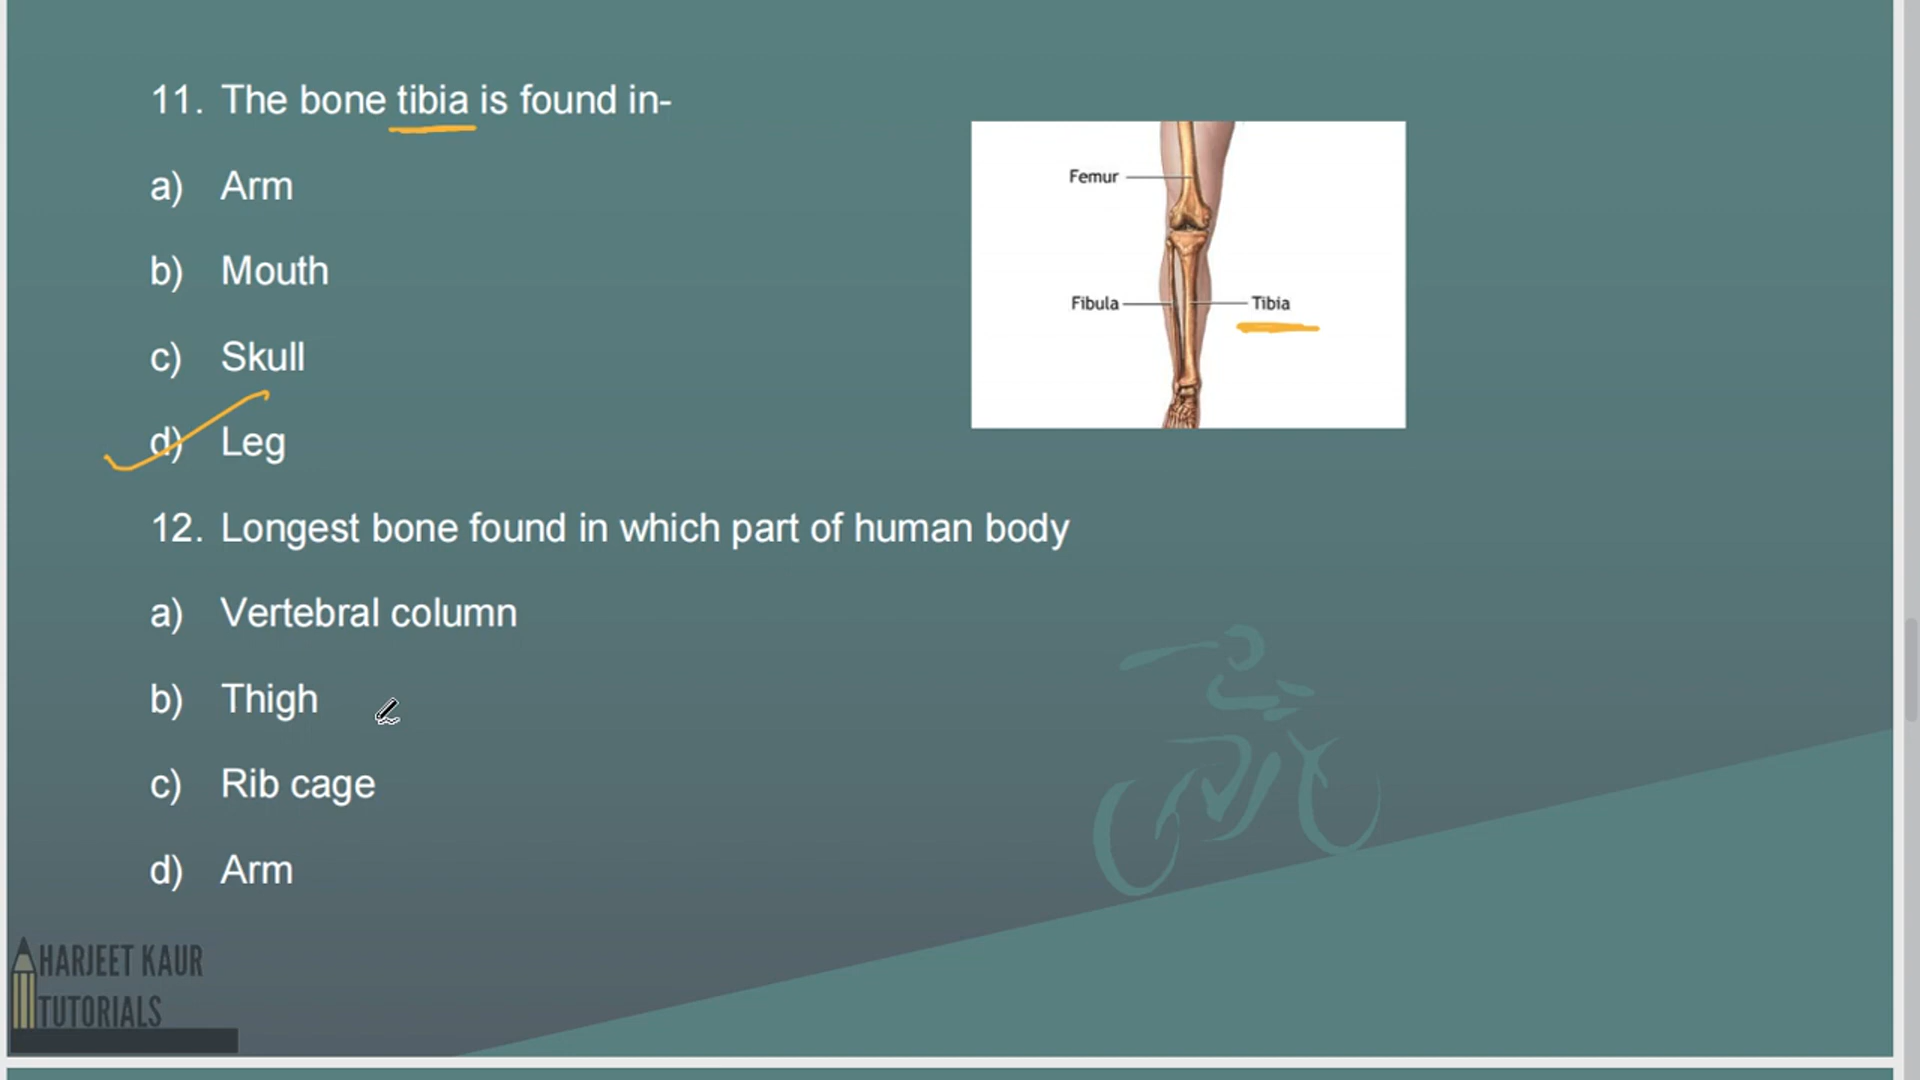 11. The bone tibia is found in-
a) Arm
b) Mouth
c) Skull
d) Leg
Femur
Fibula
Tibia
12. Longest bone found in which part of human body
a) Vertebral column
b) Thigh
c) Rib cage
d) Arm
HARJEET KAUR
TUTORIALS